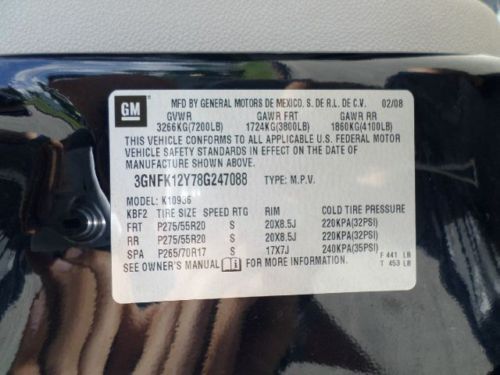 GM
MFD BY GENERAL MOTORS DE MEXICO, S. DE R.L. DE C.V. 02/08
GVWR GAWR FRT GAWR RR
3266KG(7200LB) 1724KG(3800LB) 1860KG(4100LB)
THIS VEHICLE CONFORMS TO ALL APPLICABLE U.S. FEDERAL MOTOR
VEHICLE SAFETY STANDARDS IN EFFECT ON THE DATE OF
MANUFACTURE SHOWN ABOVE.
3GNFK12Y78G247088 TYPE: M.P.V.
MODEL: K10936
KBF2 TIRE SIZE SPEED RTG RIM COLD TIRE PRESSURE
FRT P275/55R20 S 20X8.5J 220KPA(32PSI)
RR P275/55R20 S 20X8.5J 220KPA(32PSI)
SPA P265/70R17 S 17X7J 240KPA(35PSI)
SEE OWNER'S MANUAL FOR MORE INFORMATION.
F 441 LB
T 453 LB